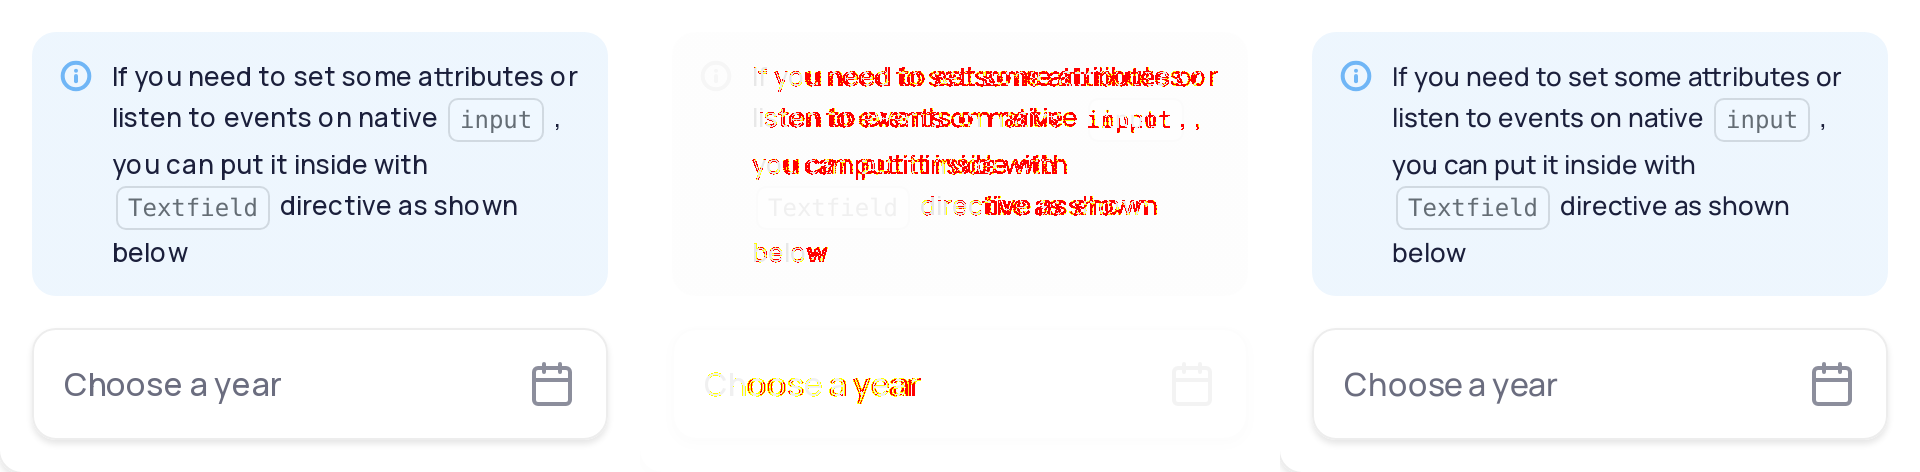 If you need to set some attributes or
listen to events on native input ,
you can put it inside with
Textfield directive as shown
below
Choose a year
If you need to set some attributes or
listen to events on native input ,
you can put it inside with
Textfield directive as shown
below
Choose a year
If you need to set some attributes or
listen to events on native input ,
you can put it inside with
Textfield directive as shown
below
Choose a year